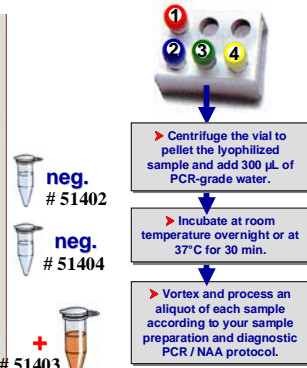 1
2 3 4
➤ Centrifuge the vial to
pellet the lyophilized
sample and add 300 µL of
PCR-grade water.
neg.
# 51402
➤ Incubate at room
temperature overnight or at
37°C for 30 min.
neg.
# 51404
➤ Vortex and process an
aliquot of each sample
according to your sample
preparation and diagnostic
PCR / NAA protocol.
+
# 51403